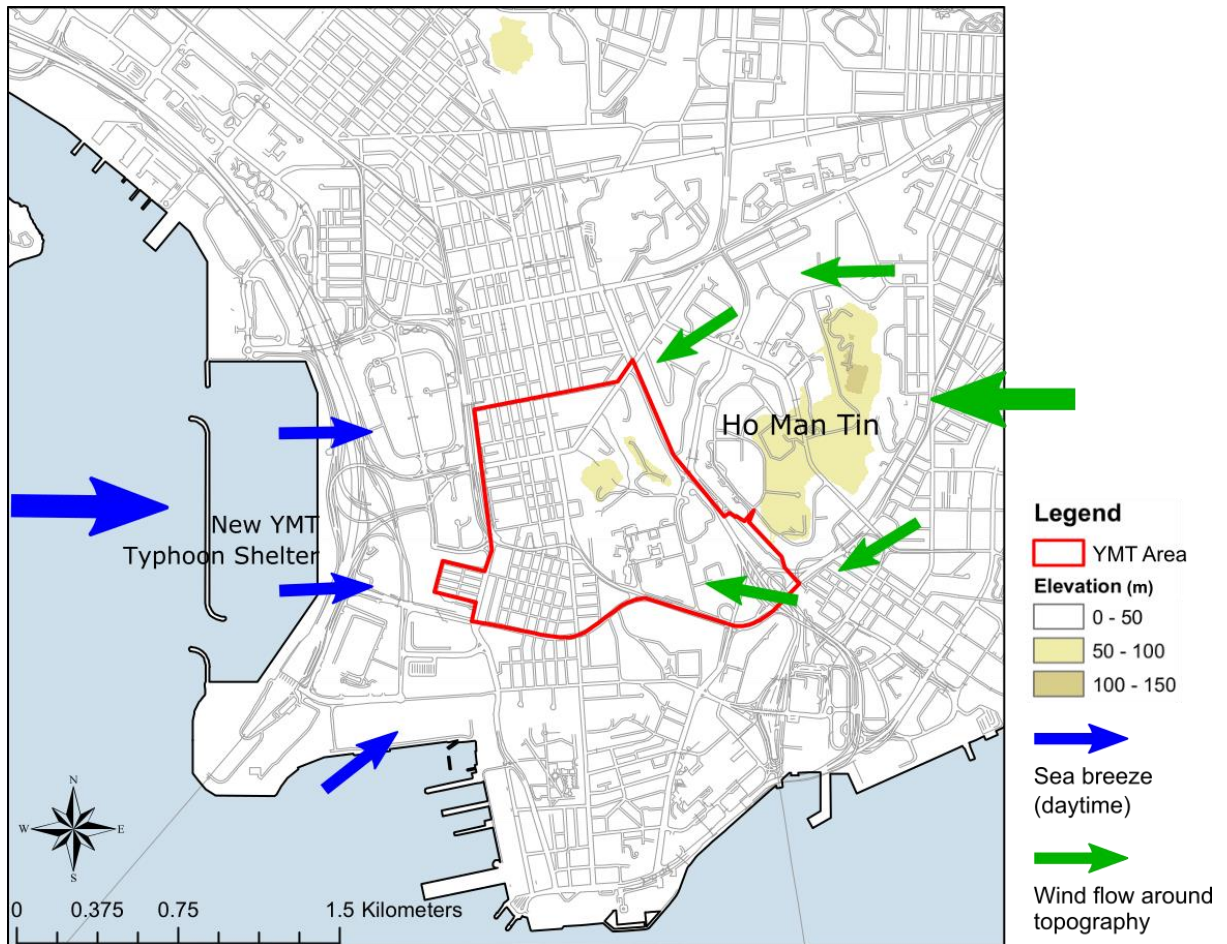 Ho Man Tin
New YMT
Typhoon Shelter
N
W
E
S
0 0.375 0.75 1.5 Kilometers
Legend
YMT Area
Elevation (m)
0 - 50
50 - 100
100 - 150
Sea breeze
(daytime)
Wind flow around
topography